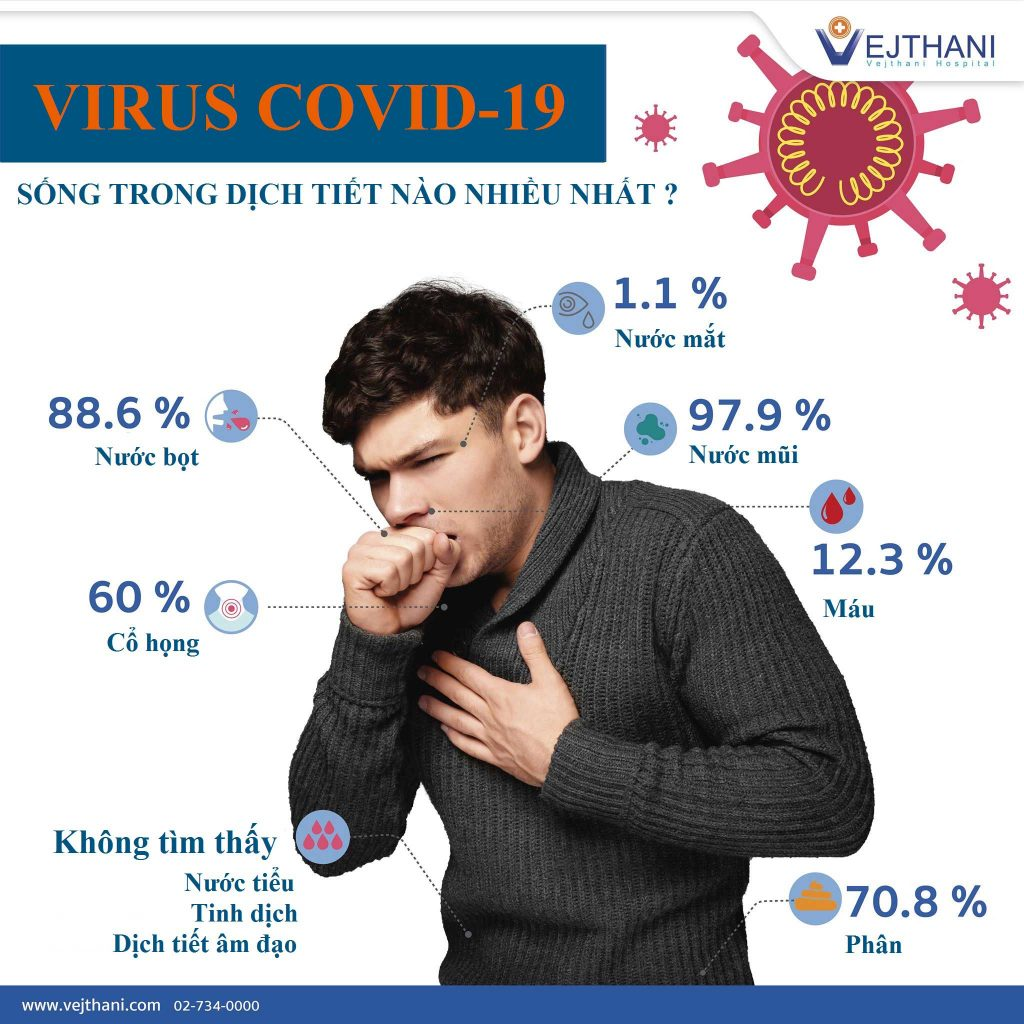 VEJTHANI
Vejthani Hospital
VIRUS COVID-19
SỐNG TRONG DỊCH TIẾT NÀO NHIỀU NHẤT ?
1.1 %
Nước mắt
88.6 %
Nước bọt
97.9 %
Nước mũi
12.3 %
Máu
60 %
Cổ họng
Không tìm thấy
Nước tiểu
Tinh dịch
Dịch tiết âm đạo
70.8 %
Phân
www.vejthani.com 02-734-0000